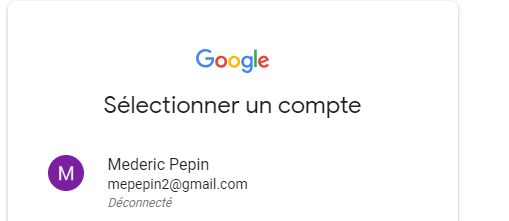 Google
Sélectionner un compte
M
Mederic Pepin
mepepin2@gmail.com
Déconnecté